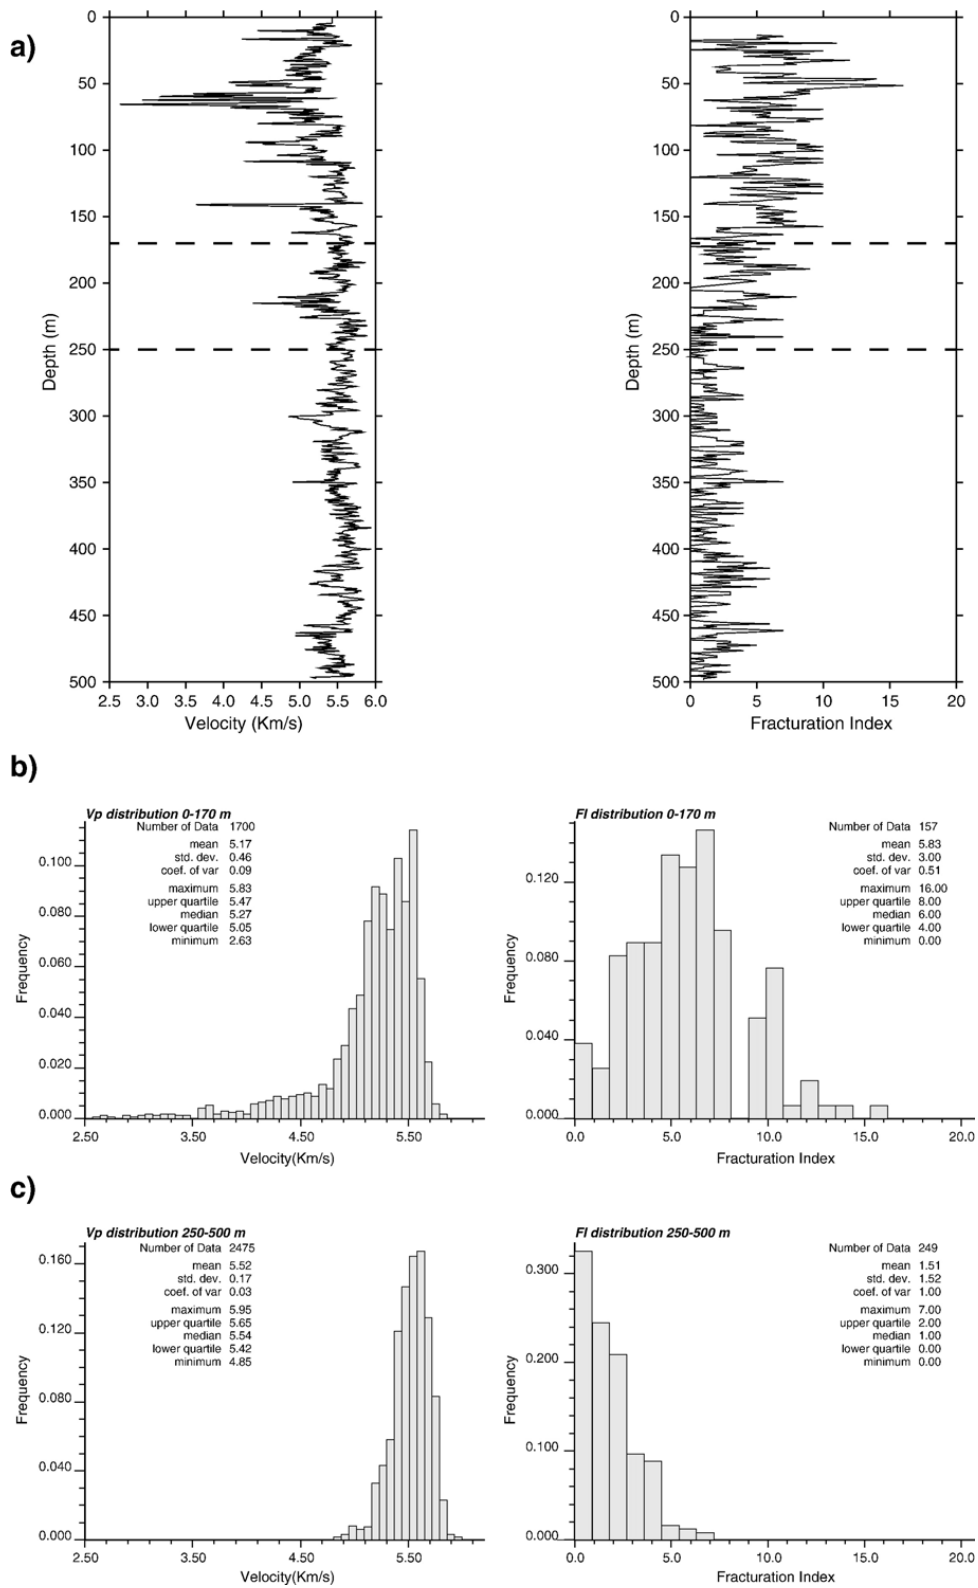 a)
0
50
100
150
200
250
300
350
400
450
500
Depth (m)
2.5 3.0 3.5 4.0 4.5 5.0 5.5 6.0
Velocity (Km/s)
0
50
100
150
200
250
300
350
400
450
500
Depth (m)
0 5 10 15 20
Fracturation Index
b)
Vp distribution 0-170 m
Number of Data 1700
mean 5.17
std. dev. 0.46
coef. of var 0.09
maximum 5.83
upper quartile 5.47
median 5.27
lower quartile 5.05
minimum 2.63
0.100
0.080
0.060
0.040
0.020
0.000
Frequency
2.50 3.50 4.50 5.50
Velocity(Km/s)
FI distribution 0-170 m
Number of Data 157
mean 5.83
std. dev. 3.00
coef. of var 0.51
maximum 16.00
upper quartile 8.00
median 6.00
lower quartile 4.00
minimum 0.00
0.120
0.080
0.040
0.000
Frequency
0.0 5.0 10.0 15.0 20.0
Fracturation Index
c)
Vp distribution 250-500 m
Number of Data 2475
mean 5.52
std. dev. 0.17
coef. of var 0.03
maximum 5.95
upper quartile 5.65
median 5.54
lower quartile 5.42
minimum 4.85
0.160
0.120
0.080
0.040
0.000
Frequency
2.50 3.50 4.50 5.50
Velocity(Km/s)
FI distribution 250-500 m
Number of Data 249
mean 1.51
std. dev. 1.52
coef. of var 1.00
maximum 7.00
upper quartile 2.00
median 1.00
lower quartile 0.00
minimum 0.00
0.300
0.200
0.100
0.000
Frequency
0.0 5.0 10.0 15.0 20.0
Fracturation Index